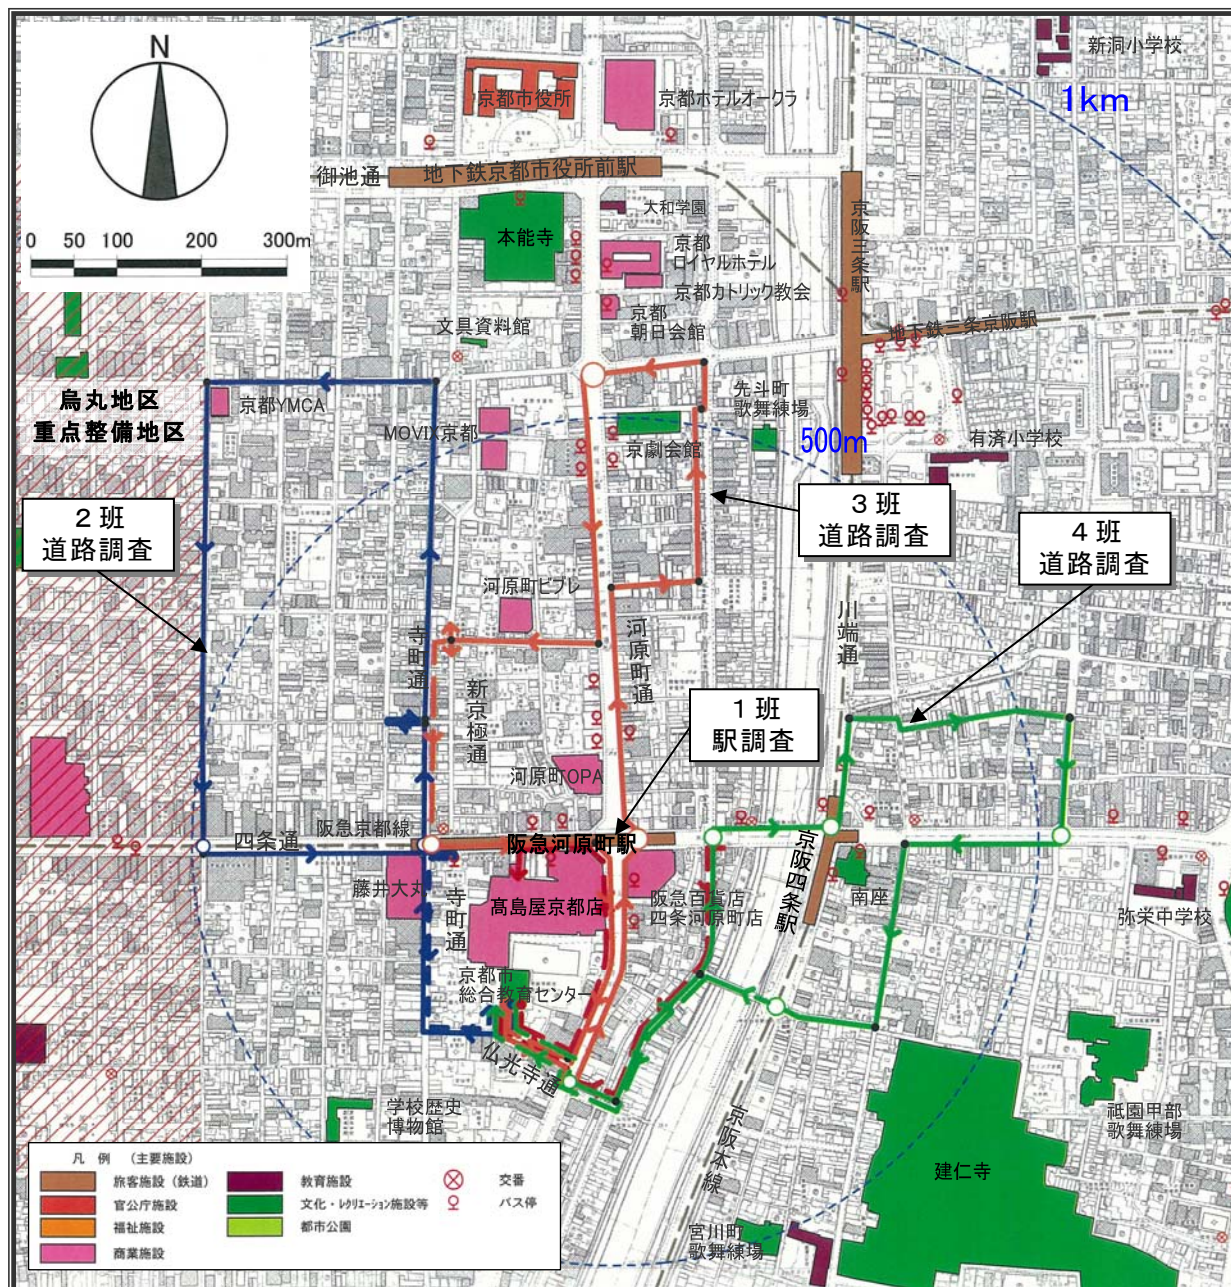 N
0 50 100 200 300m
新洞小学校
1km
京都市役所
京都ホテルオークラ
御池通
地下鉄京都市役所前駅
大和学園
本能寺
京都
ロイヤルホテル
京阪三条駅
京都カトリック教会
京都
朝日会館
文具資料館
地下鉄三条京阪駅
烏丸地区
重点整備地区
京都YMCA
先斗町
歌舞練場
MOVIX京都
京劇会館
500m
有済小学校
2班
道路調査
3班
道路調査
4班
道路調査
河原町ビブレ
寺町通
新京極通
河原町通
川端通
1班
駅調査
河原町OPA
四条通
阪急京都線
阪急河原町駅
藤井大丸
寺町通
髙島屋京都店
阪急百貨店
四条河原町店
京阪四条駅
南座
弥栄中学校
京都市
総合教育センター
仏光寺通
学校歴史
博物館
京阪本線
祇園甲部
歌舞練場
建仁寺
宮川町
歌舞練場
凡 例 (主要施設)
旅客施設(鉄道)
教育施設
交番
官公庁施設
文化・レクリエーション施設等
バス停
福祉施設
都市公園
商業施設